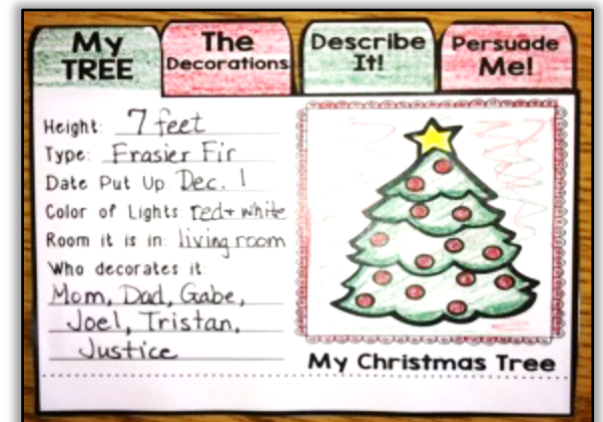 My
TREE
The
Decorations
Describe
It!
Persuade
Me!
Height: 7 feet
Type: Frasier Fir
Date Put Up Dec. 1
Color of Lights red + white
Room it is in: living room
Who decorates it:
Mom, Dad, Gabe,
Joel, Tristan,
Justice
My Christmas Tree